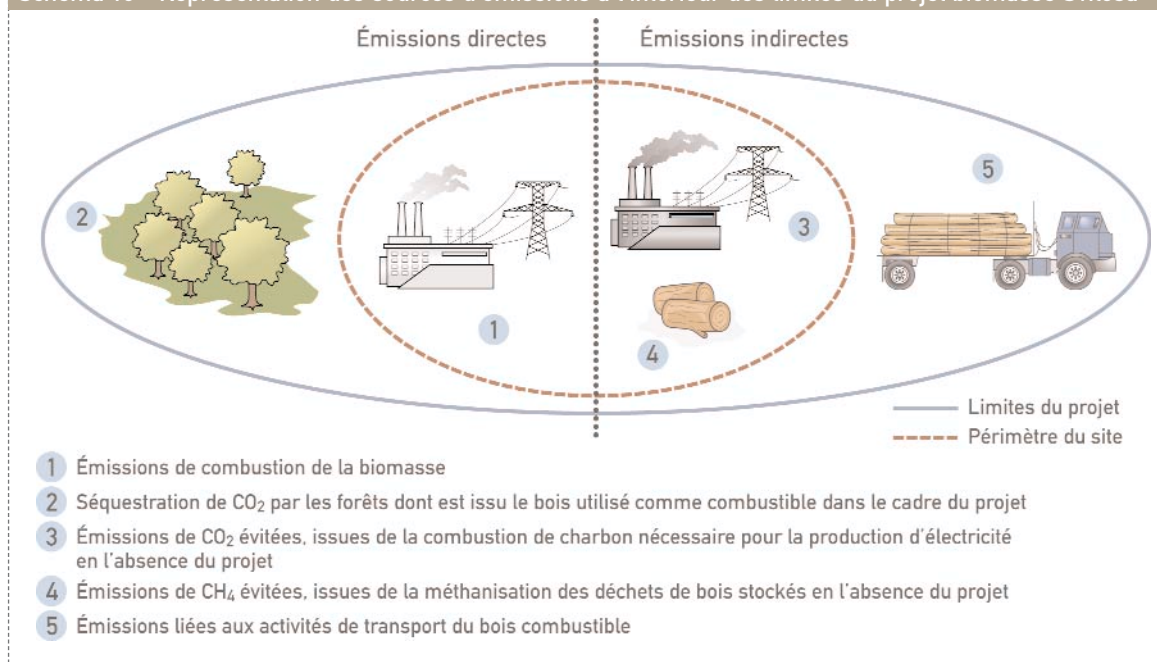 Émissions directes
Émissions indirectes
2
1
3
4
5
Limites du projet
Périmètre du site
1 Émissions de combustion de la biomasse
2 Séquestration de CO₂ par les forêts dont est issu le bois utilisé comme combustible dans le cadre du projet
3 Émissions de CO₂ évitées, issues de la combustion de charbon nécessaire pour la production d'électricité
en l'absence du projet
4 Émissions de CH₄ évitées, issues de la méthanisation des déchets de bois stockés en l'absence du projet
5 Émissions liées aux activités de transport du bois combustible